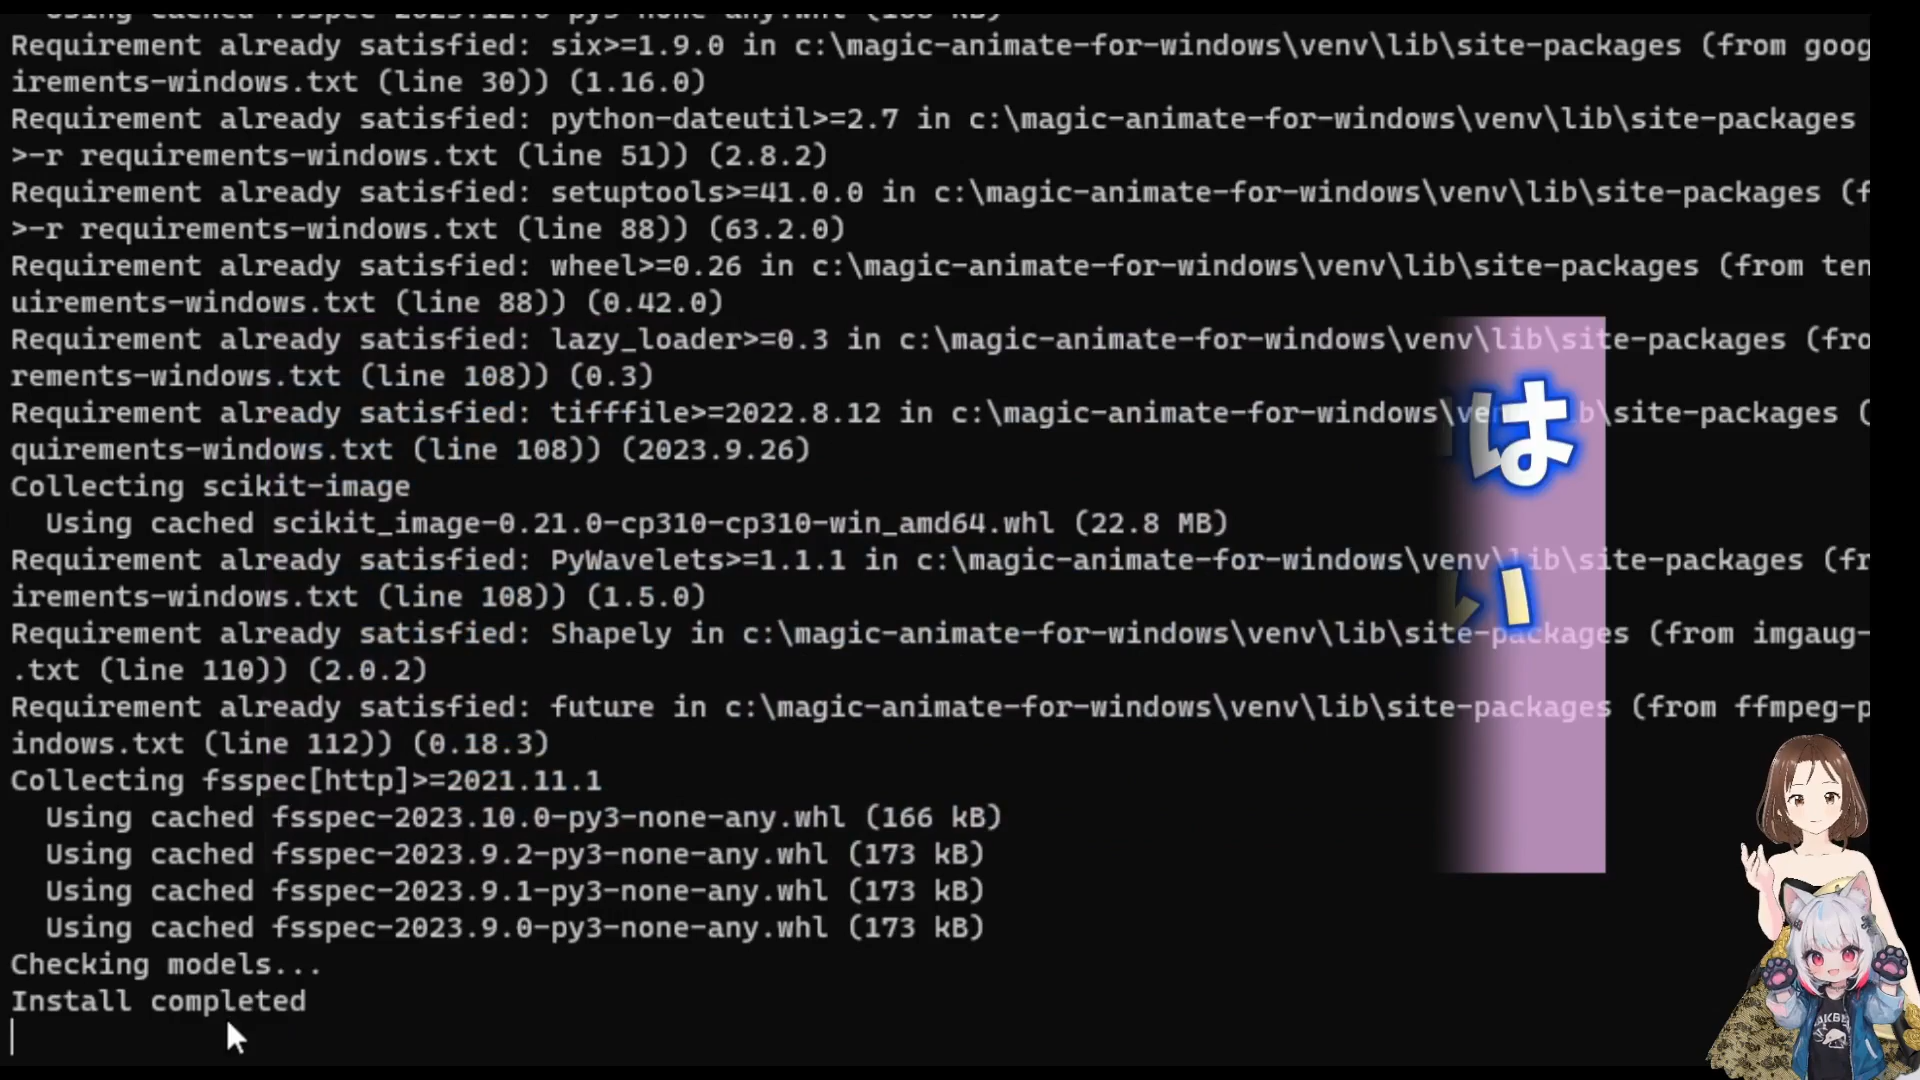 Using cached fsspec-2023.12.0-py3-none-any.whl (168 kB)
Requirement already satisfied: six>=1.9.0 in c:\magic-animate-for-windows\venv\lib\site-packages (from goog
irements-windows.txt (line 30)) (1.16.0)
Requirement already satisfied: python-dateutil>=2.7 in c:\magic-animate-for-windows\venv\lib\site-packages
>-r requirements-windows.txt (line 51)) (2.8.2)
Requirement already satisfied: setuptools>=41.0.0 in c:\magic-animate-for-windows\venv\lib\site-packages (f
>-r requirements-windows.txt (line 88)) (63.2.0)
Requirement already satisfied: wheel>=0.26 in c:\magic-animate-for-windows\venv\lib\site-packages (from ten
uirements-windows.txt (line 88)) (0.42.0)
Requirement already satisfied: lazy_loader>=0.3 in c:\magic-animate-for-windows\venv\lib\site-packages (fro
rements-windows.txt (line 108)) (0.3)
Requirement already satisfied: tifffile>=2022.8.12 in c:\magic-animate-for-windows\venv\lib\site-packages (
quirements-windows.txt (line 108)) (2023.9.26)
は
Collecting scikit-image
Using cached scikit_image-0.21.0-cp310-cp310-win_amd64.whl (22.8 MB)
Requirement already satisfied: PyWavelets>=1.1.1 in c:\magic-animate-for-windows\venv\lib\site-packages (fr
irements-windows.txt (line 108)) (1.5.0)
い
Requirement already satisfied: Shapely in c:\magic-animate-for-windows\venv\lib\site-packages (from imgaug-
.txt (line 110)) (2.0.2)
Requirement already satisfied: future in c:\magic-animate-for-windows\venv\lib\site-packages (from ffmpeg-p
indows.txt (line 112)) (0.18.3)
Collecting fsspec[http]>=2021.11.1
Using cached fsspec-2023.10.0-py3-none-any.whl (166 kB)
Using cached fsspec-2023.9.2-py3-none-any.whl (173 kB)
Using cached fsspec-2023.9.1-py3-none-any.whl (173 kB)
Using cached fsspec-2023.9.0-py3-none-any.whl (173 kB)
Checking models...
Install completed